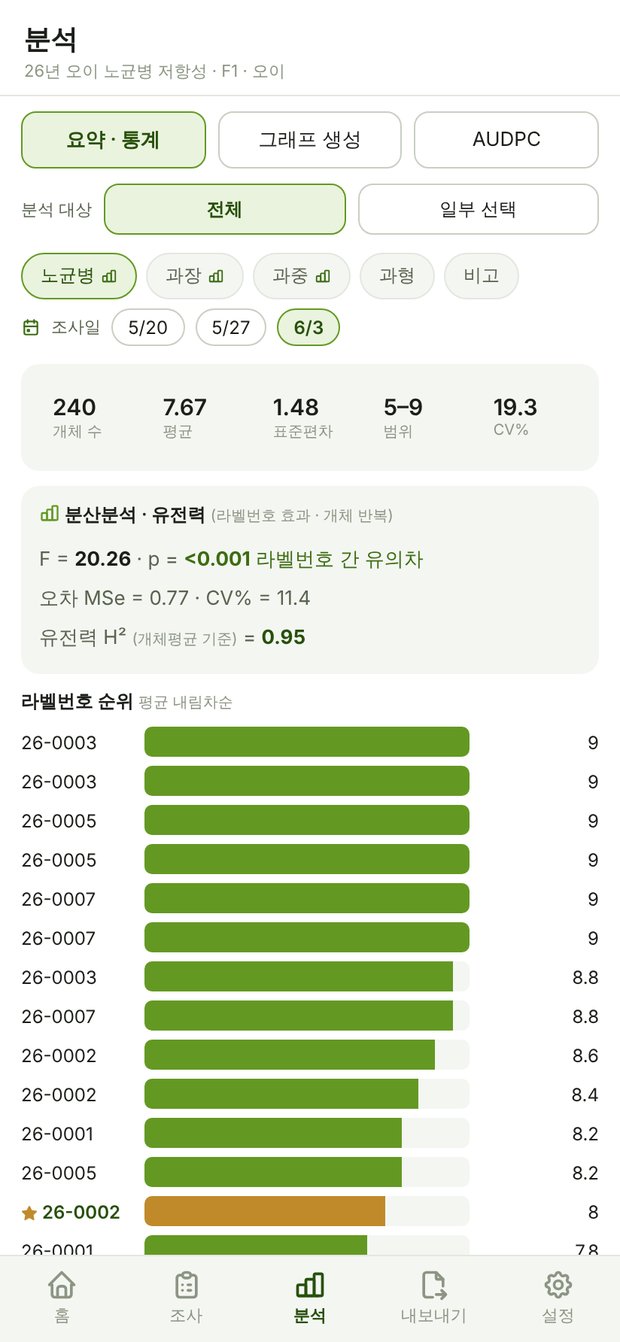 분석
26년 오이 노균병 저항성 · F1 · 오이
요약 · 통계 그래프 생성 AUDPC
분석 대상 전체 일부 선택
노균병 과장 과중 과형 비고
조사일 5/20 5/27 6/3
240 7.67 1.48 5–9 19.3
개체 수 평균 표준편차 범위 CV%
분산분석 · 유전력 (라벨번호 효과 · 개체 반복)
F = 20.26 · p = <0.001 라벨번호 간 유의차
오차 MSe = 0.77 · CV% = 11.4
유전력 H² (개체평균 기준) = 0.95
라벨번호 순위 평균 내림차순
26-0003 9
26-0003 9
26-0005 9
26-0005 9
26-0007 9
26-0007 9
26-0003 8.8
26-0007 8.8
26-0002 8.6
26-0002 8.4
26-0001 8.2
26-0005 8.2
26-0002 8
26-0001 7.8
홈 조사 분석 내보내기 설정